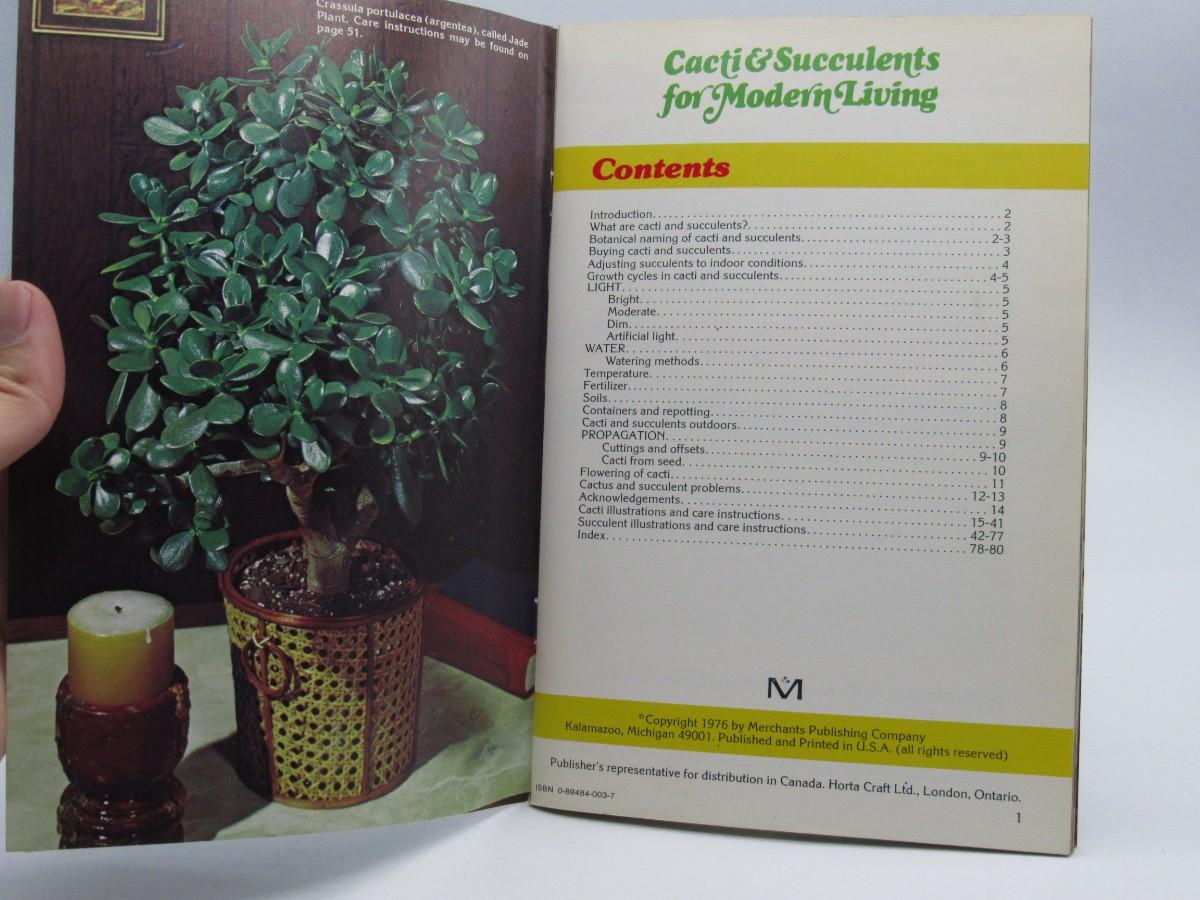 Crassula portulacea (argentea), called Jade
Plant. Care instructions may be found on
page 51.
Cacti & Succulents
for Modern Living
Contents
Introduction. . . . . . . . . . . . . . . . . . . . . . . . . . . . . . . . . . . . . . . . 2
What are cacti and succulents?. . . . . . . . . . . . . . . . . . . . . . . . . . 2
Botanical naming of cacti and succulents. . . . . . . . . . . . . . . . . . 2-3
Buying cacti and succulents. . . . . . . . . . . . . . . . . . . . . . . . . . . . 3
Adjusting succulents to indoor conditions. . . . . . . . . . . . . . . . . . 4
Growth cycles in cacti and succulents. . . . . . . . . . . . . . . . . . . . 4-5
LIGHT. . . . . . . . . . . . . . . . . . . . . . . . . . . . . . . . . . . . . . . . . . 5
Bright. . . . . . . . . . . . . . . . . . . . . . . . . . . . . . . . . . . . . . . . 5
Moderate. . . . . . . . . . . . . . . . . . . . . . . . . . . . . . . . . . . . . . 5
Dim. . . . . . . . . . . . . . . . . . . . . . . . . . . . . . . . . . . . . . . . . . 5
Artificial light. . . . . . . . . . . . . . . . . . . . . . . . . . . . . . . . . . 5
WATER. . . . . . . . . . . . . . . . . . . . . . . . . . . . . . . . . . . . . . . . . 6
Watering methods. . . . . . . . . . . . . . . . . . . . . . . . . . . . . . . . 6
Temperature. . . . . . . . . . . . . . . . . . . . . . . . . . . . . . . . . . . . . . 7
Fertilizer. . . . . . . . . . . . . . . . . . . . . . . . . . . . . . . . . . . . . . . . 7
Soils. . . . . . . . . . . . . . . . . . . . . . . . . . . . . . . . . . . . . . . . . . 8
Containers and repotting. . . . . . . . . . . . . . . . . . . . . . . . . . . . . 8
Cacti and succulents outdoors. . . . . . . . . . . . . . . . . . . . . . . . . . 9
PROPAGATION. . . . . . . . . . . . . . . . . . . . . . . . . . . . . . . . . . . . 9
Cuttings and offsets. . . . . . . . . . . . . . . . . . . . . . . . . . . . . 9-10
Cacti from seed. . . . . . . . . . . . . . . . . . . . . . . . . . . . . . . . . 10
Flowering of cacti. . . . . . . . . . . . . . . . . . . . . . . . . . . . . . . . . 11
Cactus and succulent problems. . . . . . . . . . . . . . . . . . . . . . . 12-13
Acknowledgements. . . . . . . . . . . . . . . . . . . . . . . . . . . . . . . . 14
Cacti illustrations and care instructions. . . . . . . . . . . . . . . . . 15-41
Succulent illustrations and care instructions. . . . . . . . . . . . . . 42-77
Index. . . . . . . . . . . . . . . . . . . . . . . . . . . . . . . . . . . . . . . . 78-80
M
©Copyright 1976 by Merchants Publishing Company
Kalamazoo, Michigan 49001. Published and Printed in U.S.A. (all rights reserved)
Publisher's representative for distribution in Canada. Horta Craft Ltd., London, Ontario.
ISBN 0-89484-003-7
1